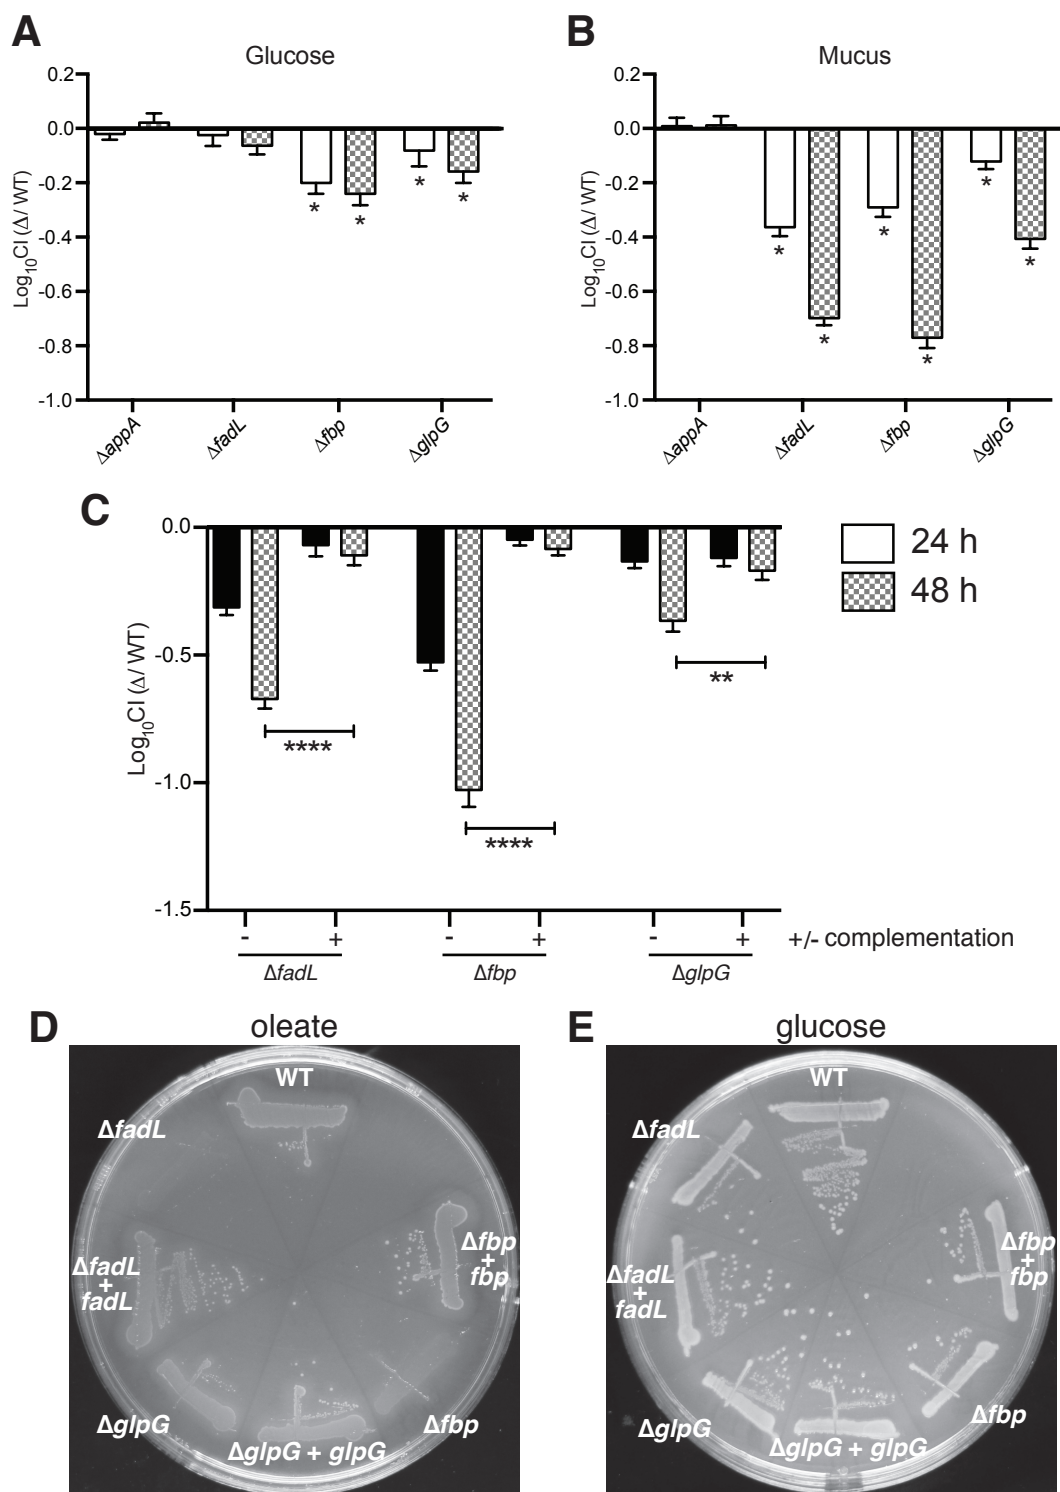 A
Glucose
Log10CI (Δ/ WT)
0.2
0.0
-0.2
-0.4
-0.6
-0.8
-1.0
*
*
*
*
ΔappA
ΔfadL
Δfbp
ΔglpG
B
Mucus
Log10CI (Δ/ WT)
0.2
0.0
-0.2
-0.4
-0.6
-0.8
-1.0
*
*
*
*
*
*
ΔappA
ΔfadL
Δfbp
ΔglpG
C
Log10CI (Δ/ WT)
0.0
-0.5
-1.0
-1.5
****
****
**
24 h
48 h
- + - + - + +/- complementation
ΔfadL
Δfbp
ΔglpG
D
oleate
WT
ΔfadL
Δfbp
+
fbp
ΔfadL
+
fadL
ΔglpG
Δfbp
ΔglpG + glpG
E
glucose
WT
ΔfadL
Δfbp
+
fbp
ΔfadL
+
fadL
ΔglpG
Δfbp
ΔglpG + glpG